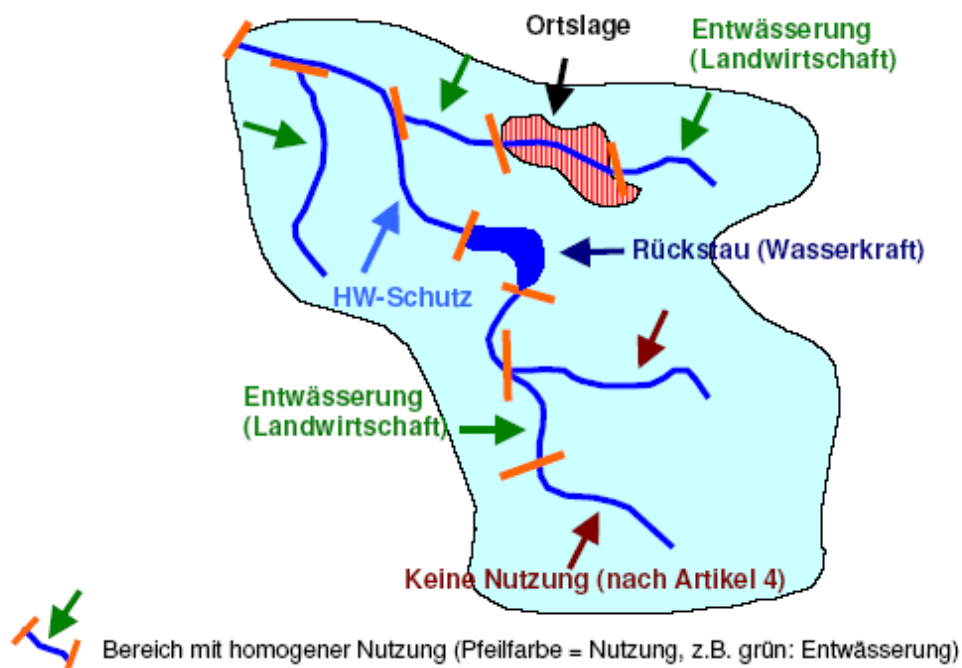 Ortslage
Entwässerung
(Landwirtschaft)
Rückstau (Wasserkraft)
HW-Schutz
Entwässerung
(Landwirtschaft)
Keine Nutzung (nach Artikel 4)
Bereich mit homogener Nutzung (Pfeilfarbe = Nutzung, z.B. grün: Entwässerung)